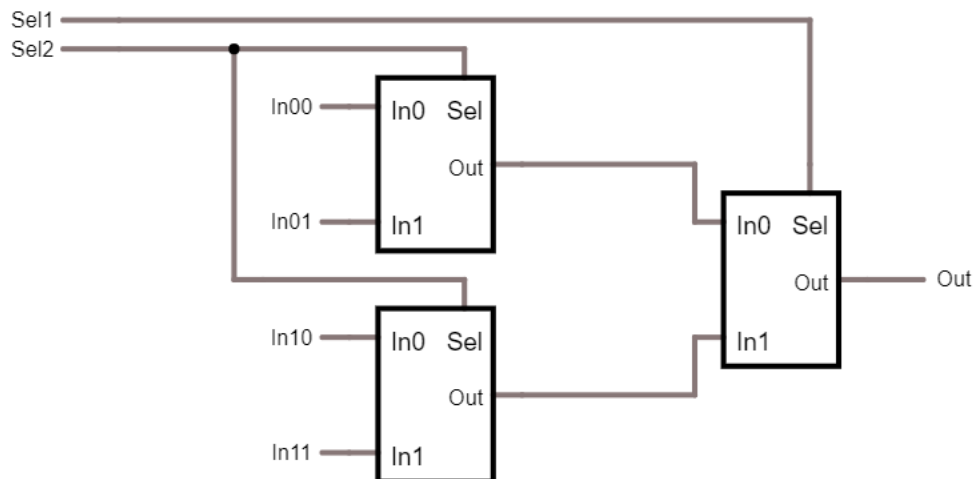 Sel1
Sel2
In00
In0 Sel
Out
In01
In1
In0 Sel
Out
Out
In1
In10
In0 Sel
Out
In11
In1